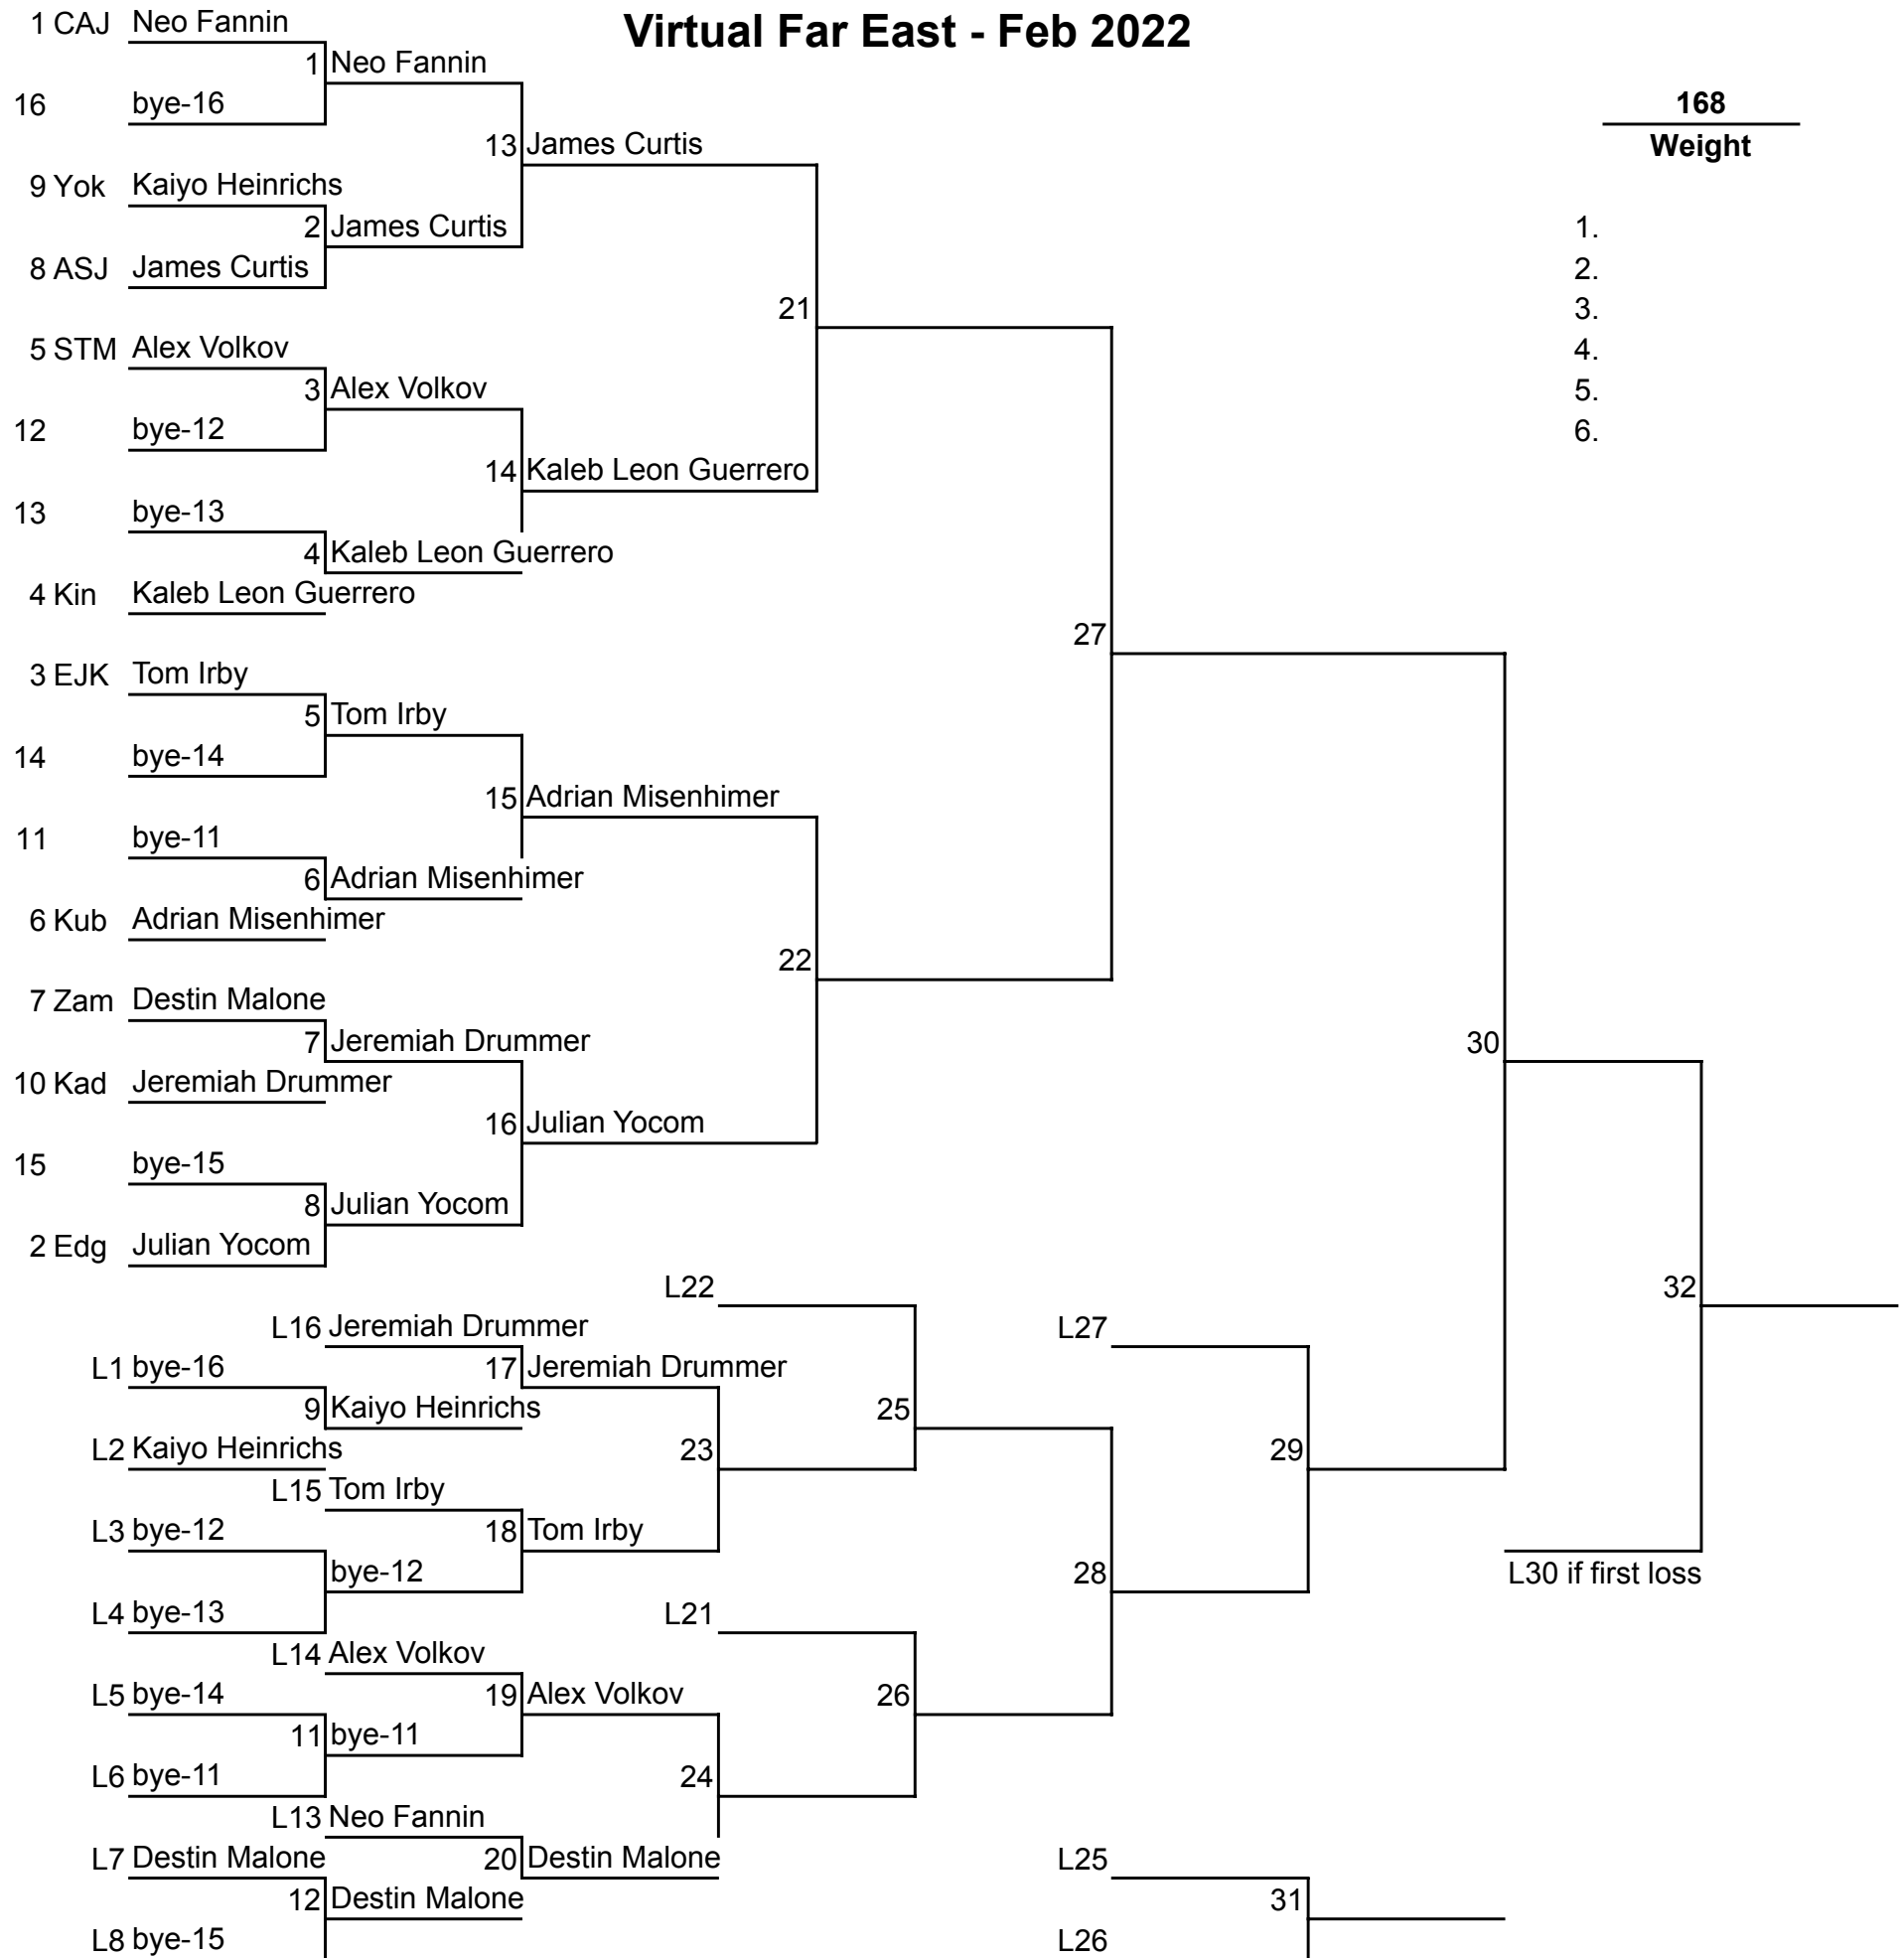 1 CAJ Neo Fannin
Virtual Far East - Feb 2022
1 Neo Fannin
16 bye-16
168
Weight
13 James Curtis
9 Yok Kaiyo Heinrichs
2 James Curtis
8 ASJ James Curtis
1.
2.
3.
4.
5.
6.
21
5 STM Alex Volkov
3 Alex Volkov
12 bye-12
14 Kaleb Leon Guerrero
13 bye-13
4 Kaleb Leon Guerrero
4 Kin Kaleb Leon Guerrero
27
3 EJK Tom Irby
5 Tom Irby
14 bye-14
15 Adrian Misenhimer
11 bye-11
6 Adrian Misenhimer
6 Kub Adrian Misenhimer
22
7 Zam Destin Malone
7 Jeremiah Drummer
30
10 Kad Jeremiah Drummer
16 Julian Yocom
15 bye-15
8 Julian Yocom
2 Edg Julian Yocom
L22
32
L16 Jeremiah Drummer
L27
L1 bye-16
17 Jeremiah Drummer
9 Kaiyo Heinrichs
25
L2 Kaiyo Heinrichs
23
29
L15 Tom Irby
L3 bye-12
18 Tom Irby
bye-12
28
L30 if first loss
L4 bye-13
L21
L14 Alex Volkov
L5 bye-14
19 Alex Volkov
26
11 bye-11
L6 bye-11
24
L13 Neo Fannin
L7 Destin Malone
20 Destin Malone
L25
12 Destin Malone
31
L8 bye-15
L26